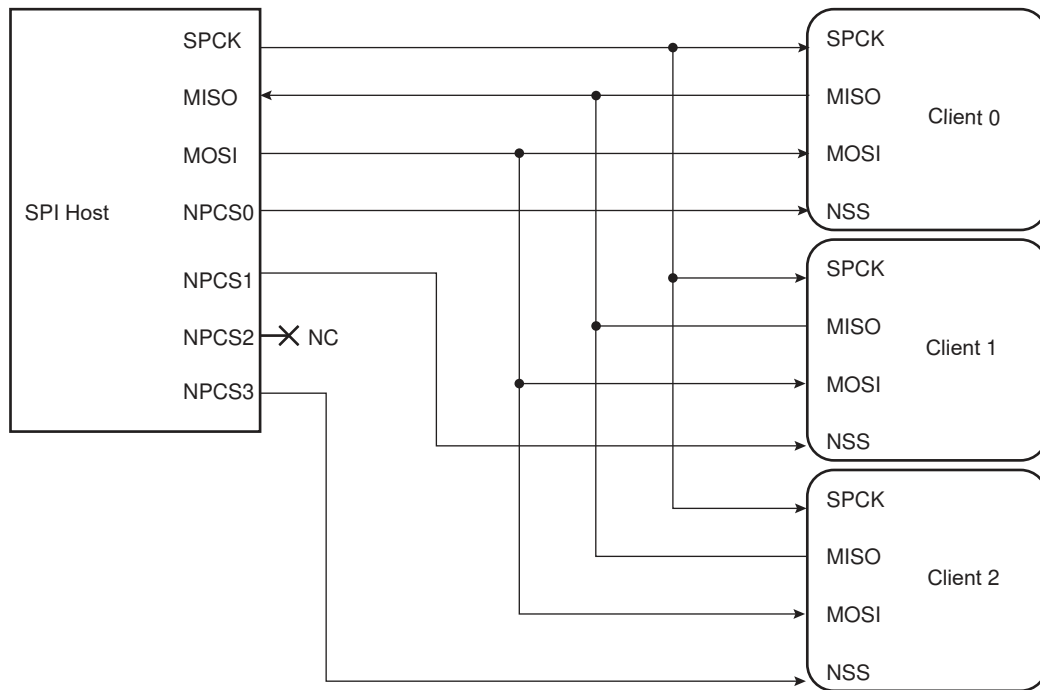 SPI Host
SPCK
MISO
MOSI
NPCS0
NPCS1
NPCS2
NC
NPCS3
SPCK
MISO
Client 0
MOSI
NSS
SPCK
MISO
Client 1
MOSI
NSS
SPCK
MISO
Client 2
MOSI
NSS